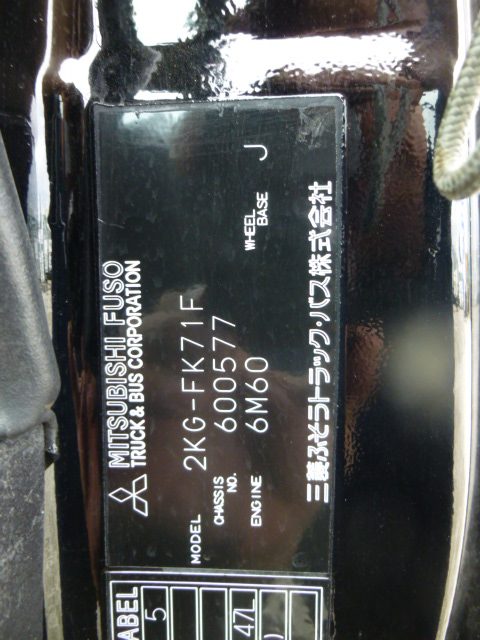 MITSUBISHI FUSO
TRUCK & BUS CORPORATION
MODEL 2KG-FK71F
CHASSIS NO. 600577
ENGINE 6M60 WHEEL BASE J
三菱ふそうトラック・バス株式会社
ABEL
5
47L